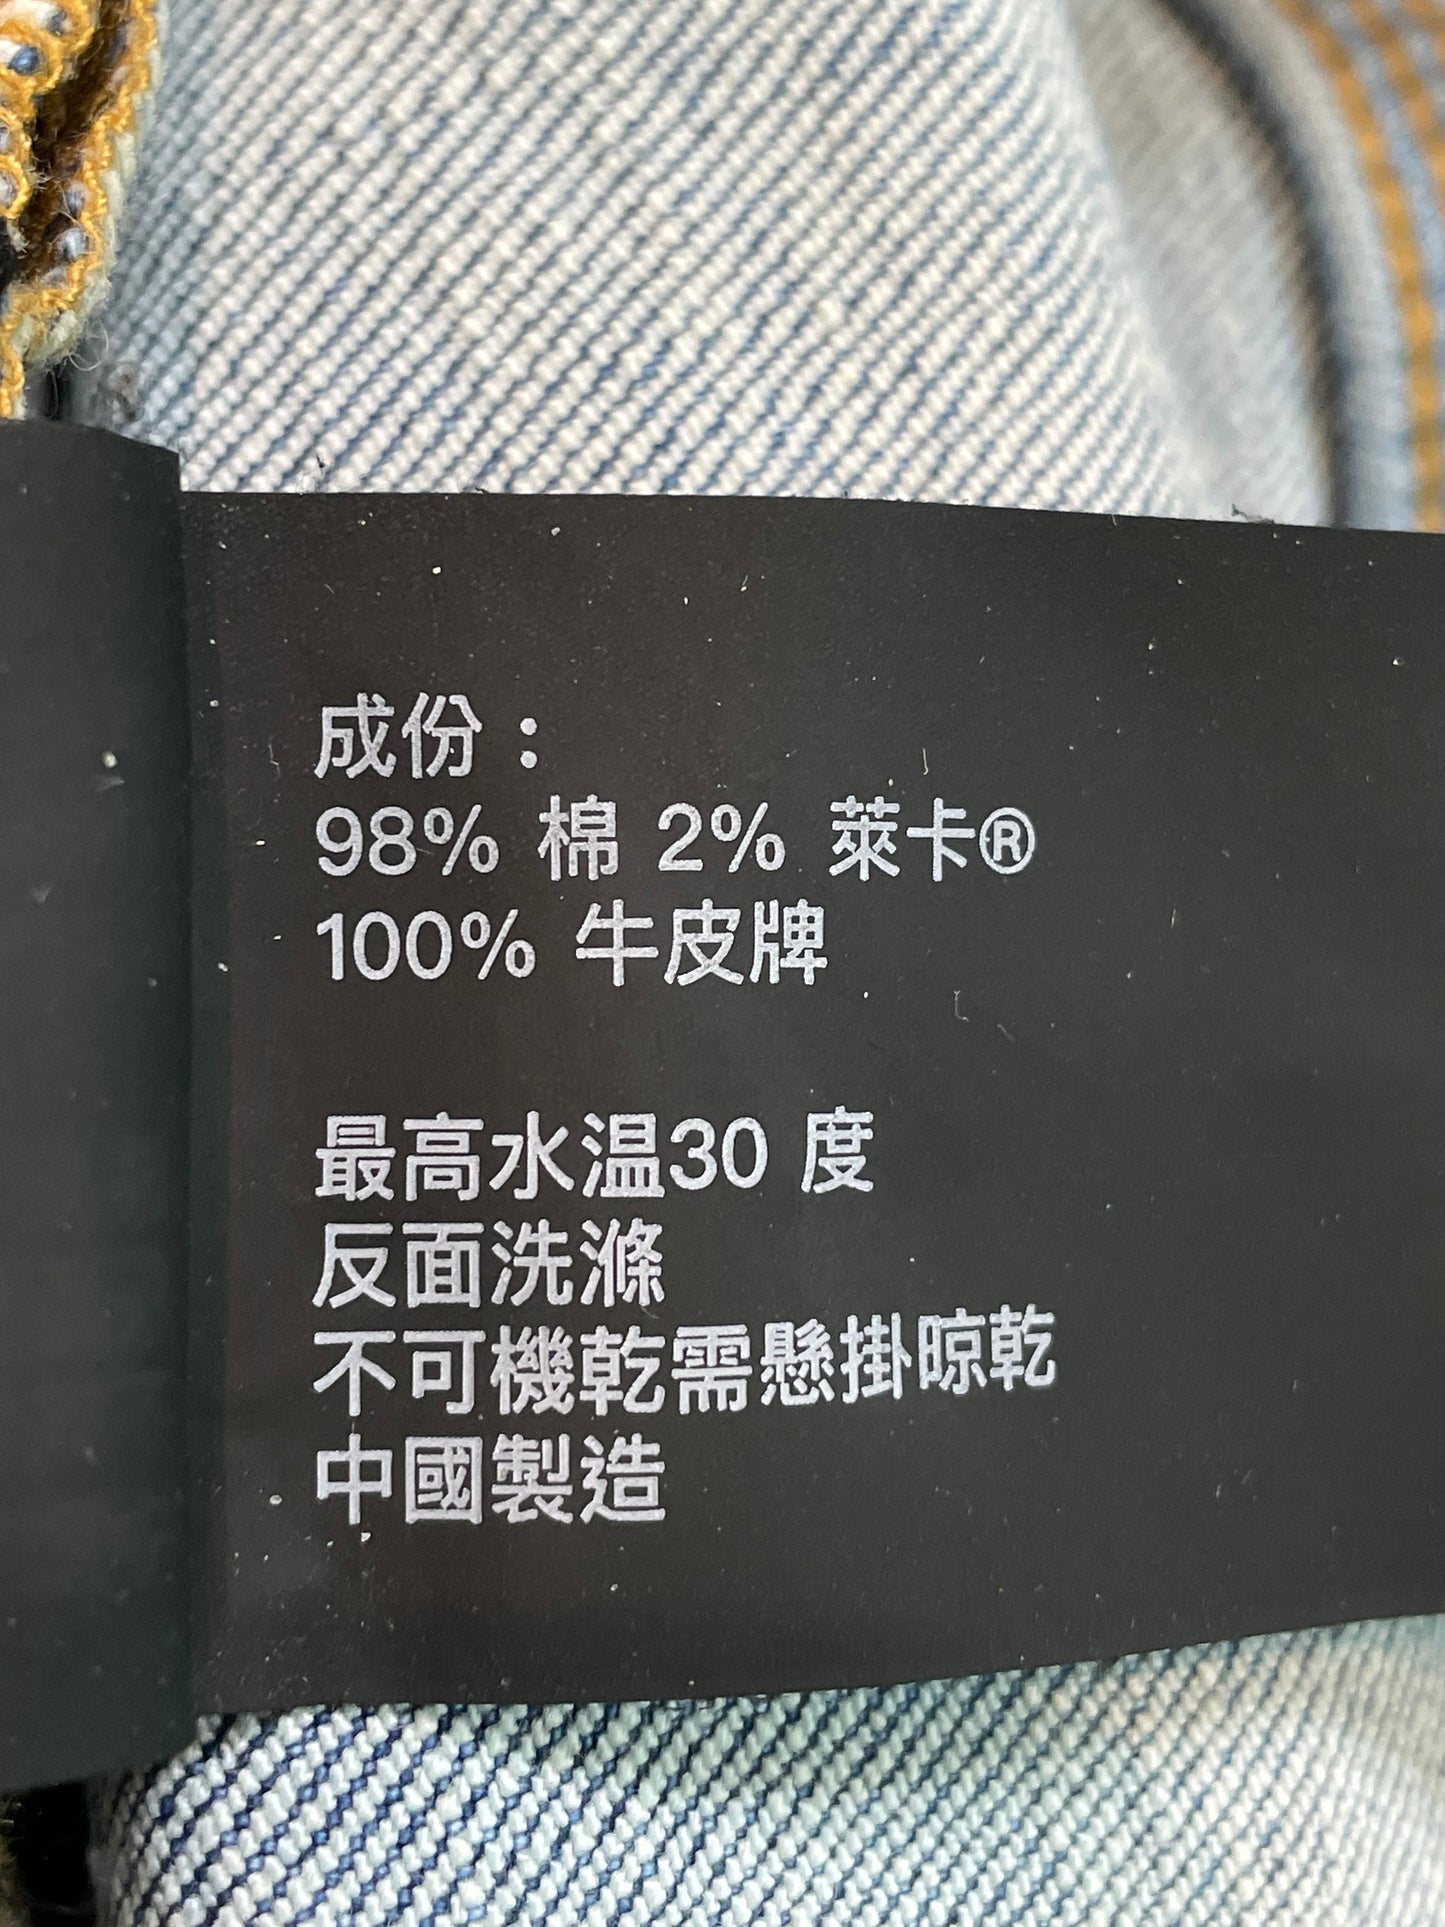 成份：
98% 棉 2% 萊卡®
100% 牛皮牌
最高水温30 度
反面洗滌
不可機乾需懸掛晾乾
中國製造